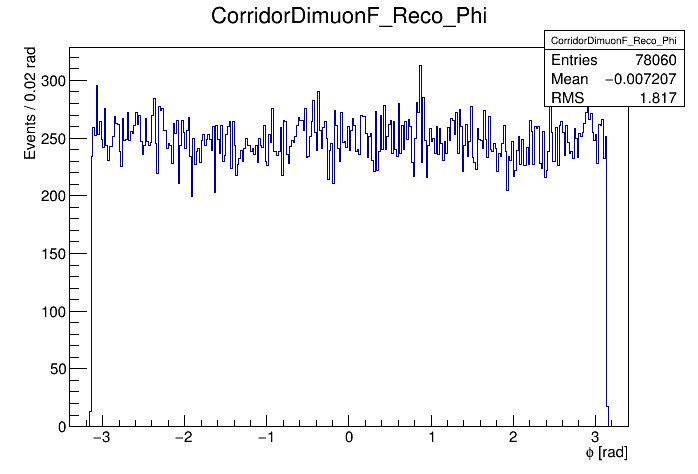 CorridorDimuonF_Reco_Phi
CorridorDimuonF_Reco_Phi
Entries 78060
Mean −0.007207
RMS 1.817
Events / 0.02 rad
300
250
200
150
100
50
0
−3 −2 −1 0 1 2 3
ϕ [rad]